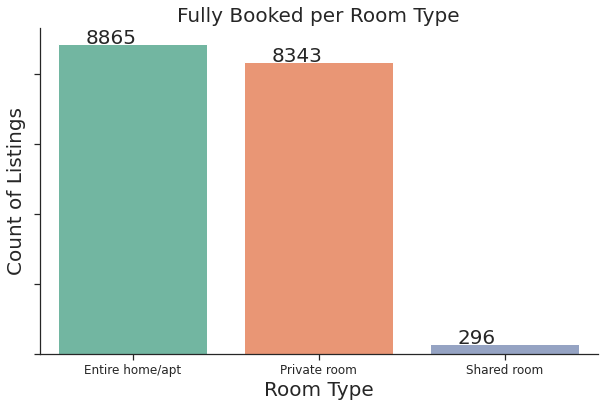 Fully Booked per Room Type
8865
8343
296
Count of Listings
Entire home/apt
Private room
Shared room
Room Type